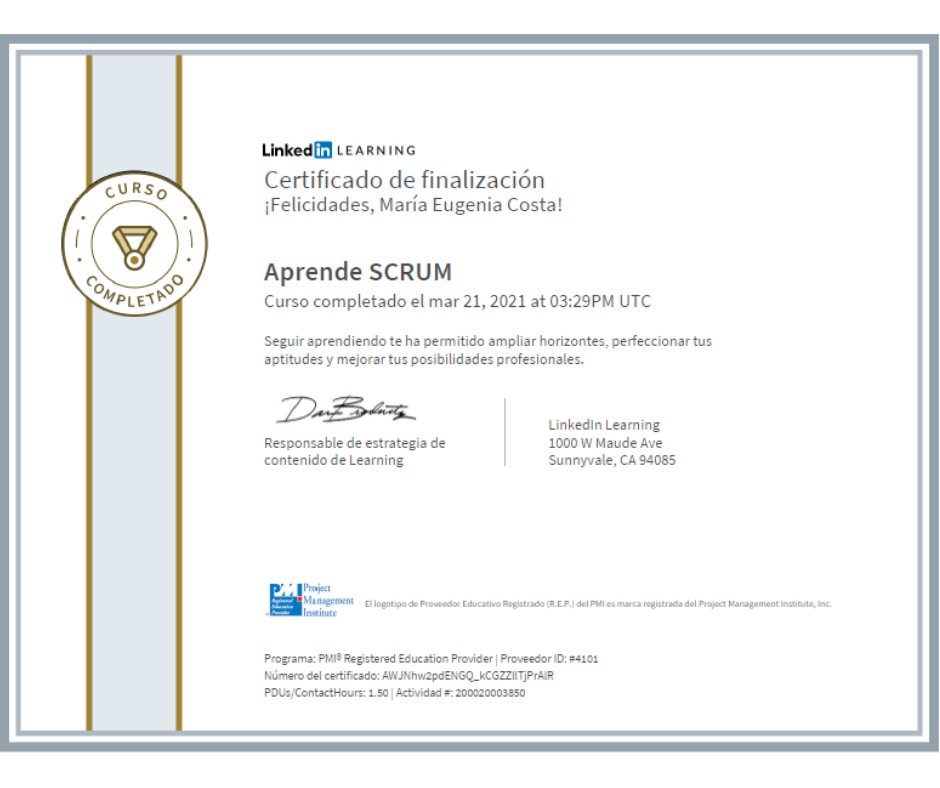 CURSO
COMPLETADO
Linked in LEARNING
Certificado de finalización
¡Felicidades, María Eugenia Costa!
Aprende SCRUM
Curso completado el mar 21, 2021 at 03:29PM UTC
Seguir aprendiendo te ha permitido ampliar horizontes, perfeccionar tus
aptitudes y mejorar tus posibilidades profesionales.
Responsable de estrategia de
contenido de Learning
LinkedIn Learning
1000 W Maude Ave
Sunnyvale, CA 94085
PMI
Registered
Education
Provider
Project
Management
Institute
El logotipo de Proveedor Educativo Registrado (R.E.P.) del PMI es marca registrada del Project Management Institute, Inc.
Programa: PMI® Registered Education Provider | Proveedor ID: #4101
Número del certificado: AWJNhw2pdENGQ_kCGZZIITjPrAIR
PDUs/ContactHours: 1.50 | Actividad #: 200020003850